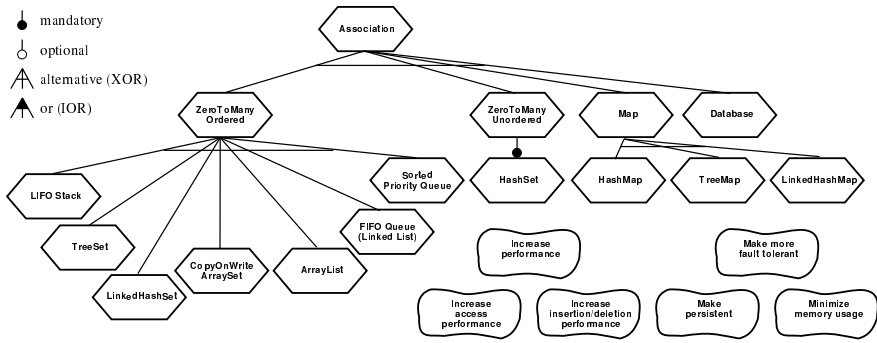 mandatory
optional
alternative (XOR)
or (IOR)
Association
ZeroToMany
Ordered
ZeroToMany
Unordered
Map
Database
LIFO Stack
TreeSet
LinkedHashSet
CopyOnWrite
ArraySet
ArrayList
FIFO Queue
(Linked List)
Sorted
Priority Queue
HashSet
HashMap
TreeMap
LinkedHashMap
Increase
performance
Make more
fault tolerant
Increase
access
performance
Increase
insertion/deletion
performance
Make
persistent
Minimize
memory usage